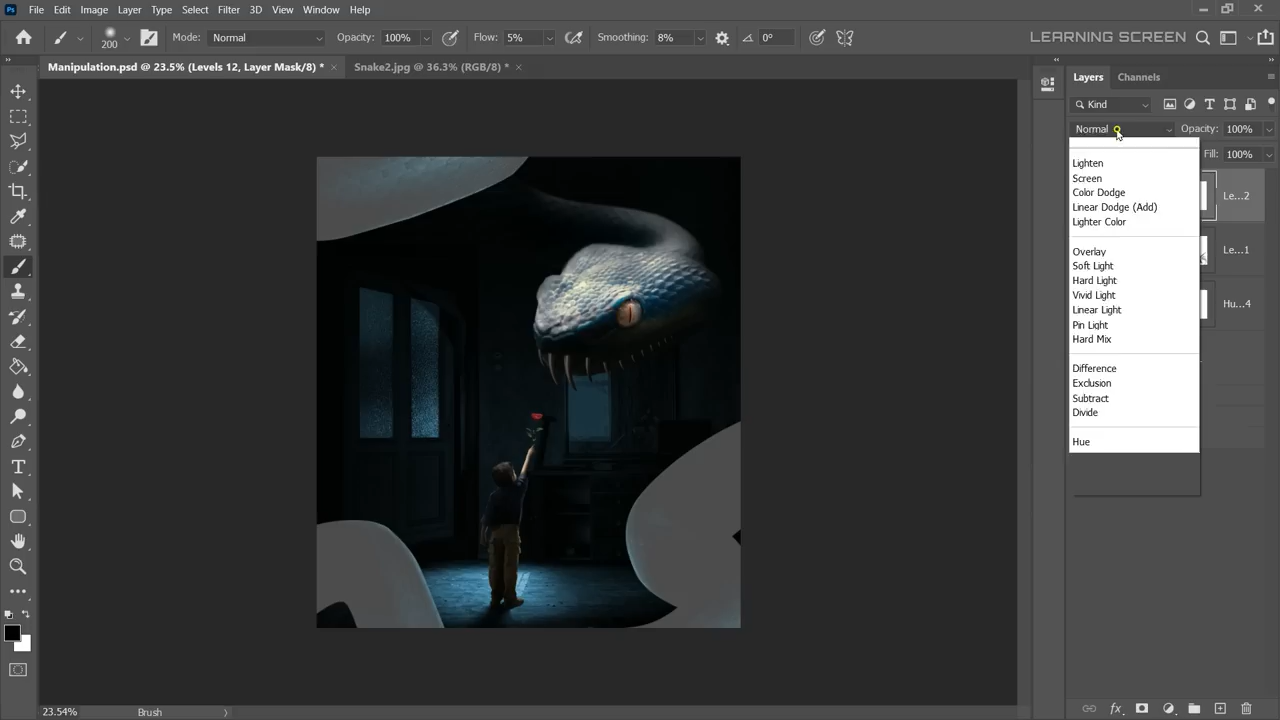 Ps File Edit Image Layer Type Select Filter 3D View Window Help
200 Mode: Normal Opacity: 100% Flow: 5% Smoothing: 8% 0° LEARNING SCREEN
Manipulation.psd @ 23.5% (Levels 12, Layer Mask/8) * × Snake2.jpg @ 36.3% (RGB/8) * ×
Layers Channels
Kind
Normal Opacity: 100%
Fill: 100%
Lighten
Screen
Color Dodge
Linear Dodge (Add)
Lighter Color
Overlay
Soft Light
Hard Light
Vivid Light
Linear Light
Pin Light
Hard Mix
Difference
Exclusion
Subtract
Divide
Hue
Le...2
Le...1
Hu...4
23.54% Brush